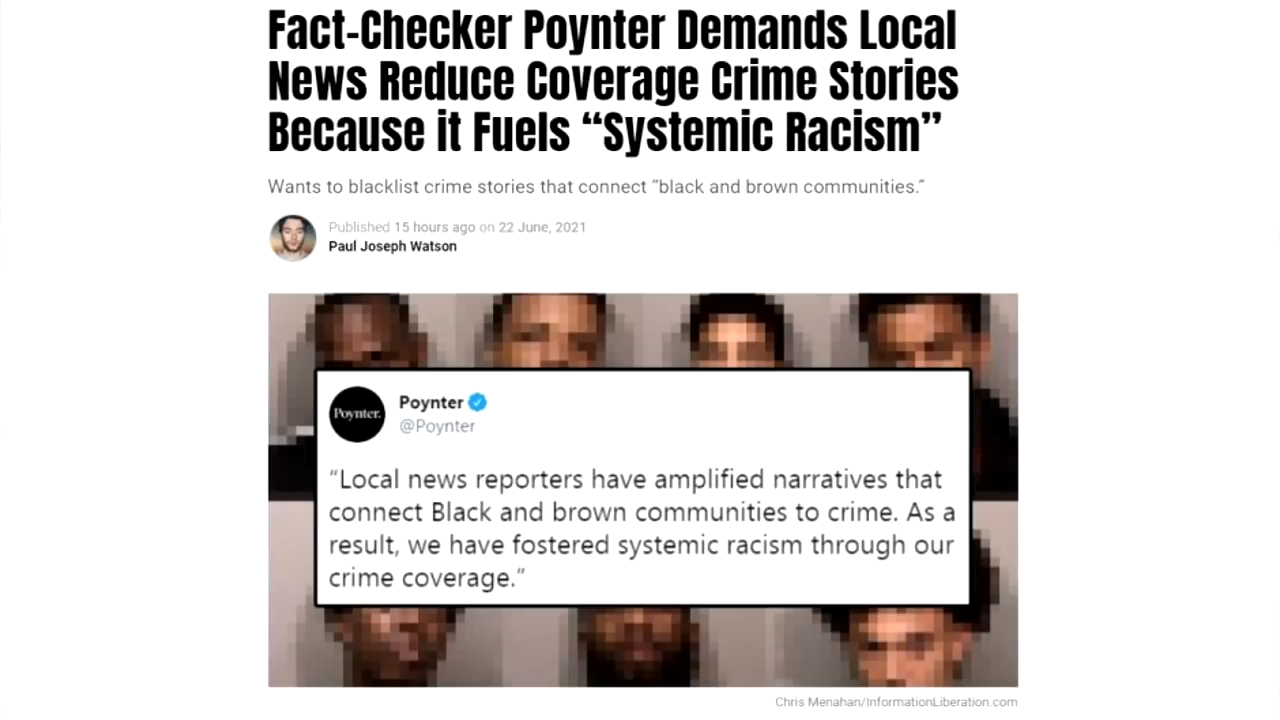 Fact-Checker Poynter Demands Local
News Reduce Coverage Crime Stories
Because it Fuels “Systemic Racism”
Wants to blacklist crime stories that connect “black and brown communities.”
Published 15 hours ago on 22 June, 2021
Paul Joseph Watson
Poynter.
Poynter
@Poynter
“Local news reporters have amplified narratives that
connect Black and brown communities to crime. As a
result, we have fostered systemic racism through our
crime coverage.”
Chris Menahan/InformationLiberation.com